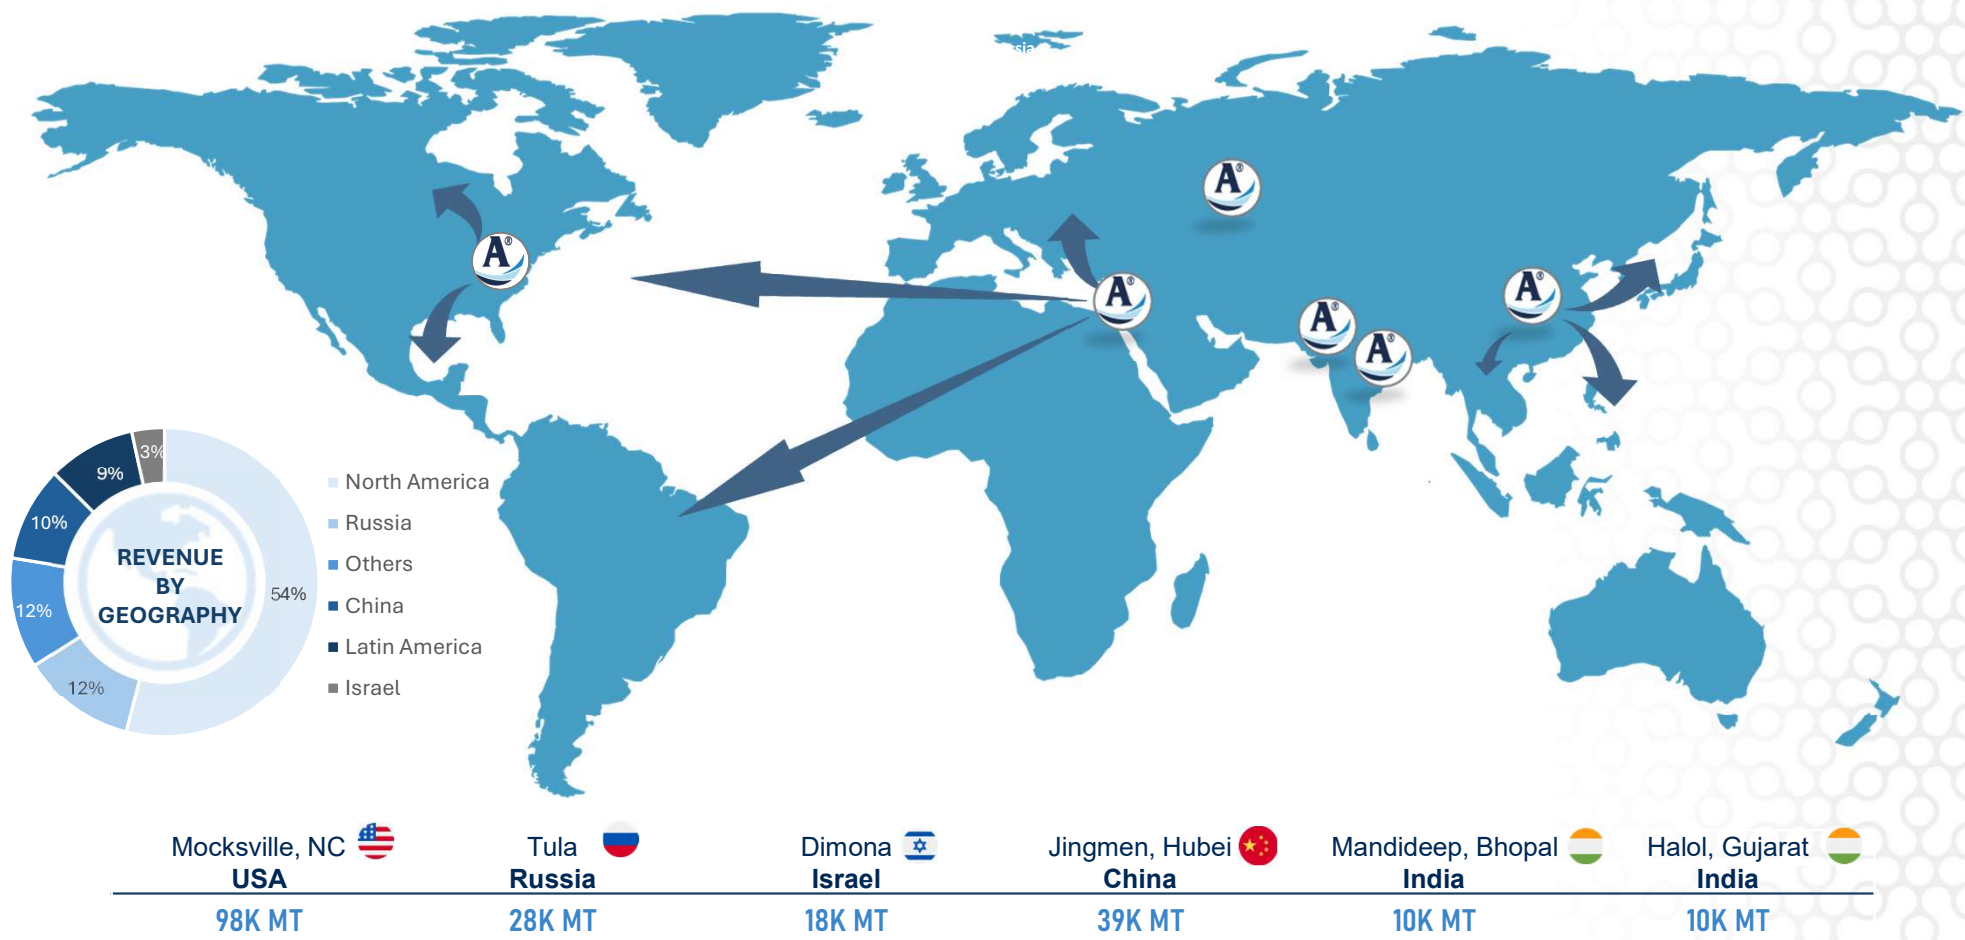 A®
A®
A®
A®
A®
A®
3%
9%
10%
12%
12%
54%
REVENUE
BY
GEOGRAPHY
North America
Russia
Others
China
Latin America
Israel
Mocksville, NC
USA
98K MT
Tula
Russia
28K MT
Dimona
Israel
18K MT
Jingmen, Hubei
China
39K MT
Mandideep, Bhopal
India
10K MT
Halol, Gujarat
India
10K MT